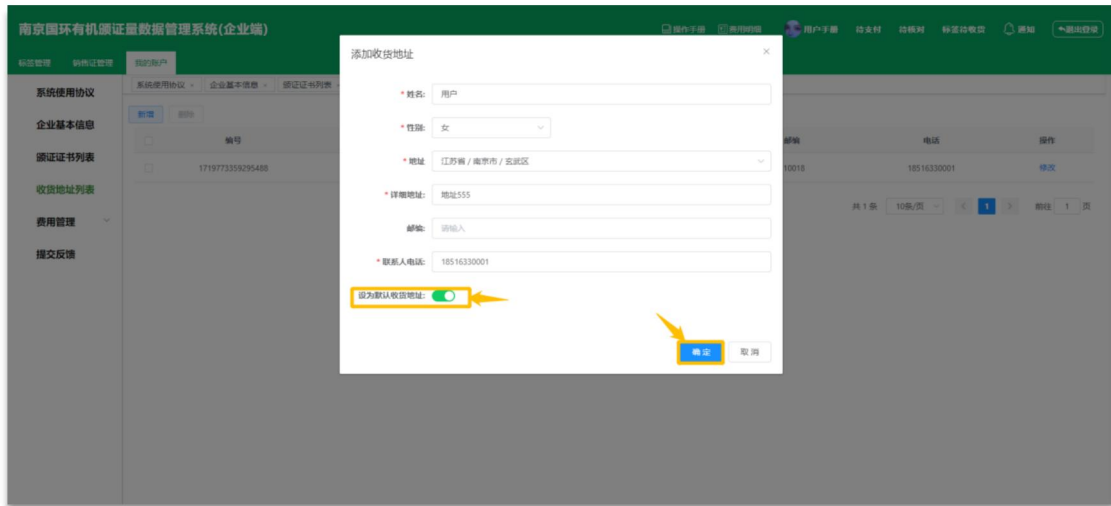 南京国环有机颁证量数据管理系统(企业端)
操作手册 费用明细 用户手册 待支付 待核对 标签待收货 通知 退出登录
标签管理 销售证管理 我的账户
系统使用协议
企业基本信息
颁证证书列表
收货地址列表
费用管理
提交反馈
系统使用协议 企业基本信息 颁证证书列表
新增 删除
编号 邮编 电话 操作
1719773359295488 10018 18516330001 修改
共 1 条 10条/页 1 前往 1 页
添加收货地址
* 姓名: 用户
* 性别: 女
* 地址 江苏省 / 南京市 / 玄武区
* 详细地址: 地址555
邮编: 请输入
* 联系人电话: 18516330001
设为默认收货地址:
确定 取消